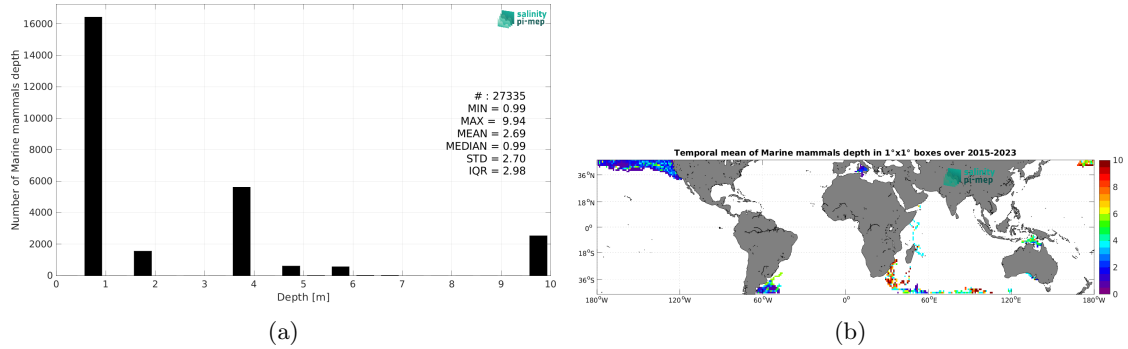 salinity
pi-mep
16000
14000
12000
10000
8000
6000
4000
2000
0
Number of Marine mammals depth
# : 27335
MIN = 0.99
MAX = 9.94
MEAN = 2.69
MEDIAN = 0.99
STD = 2.70
IQR = 2.98
0 1 2 3 4 5 6 7 8 9 10
Depth [m]
(a)
Temporal mean of Marine mammals depth in 1°x1° boxes over 2015-2023
salinity
pi-mep
36°N
18°N
0°
18°S
36°S
180°W 120°W 60°W 0° 60°E 120°E 180°W
10
8
6
4
2
0
(b)